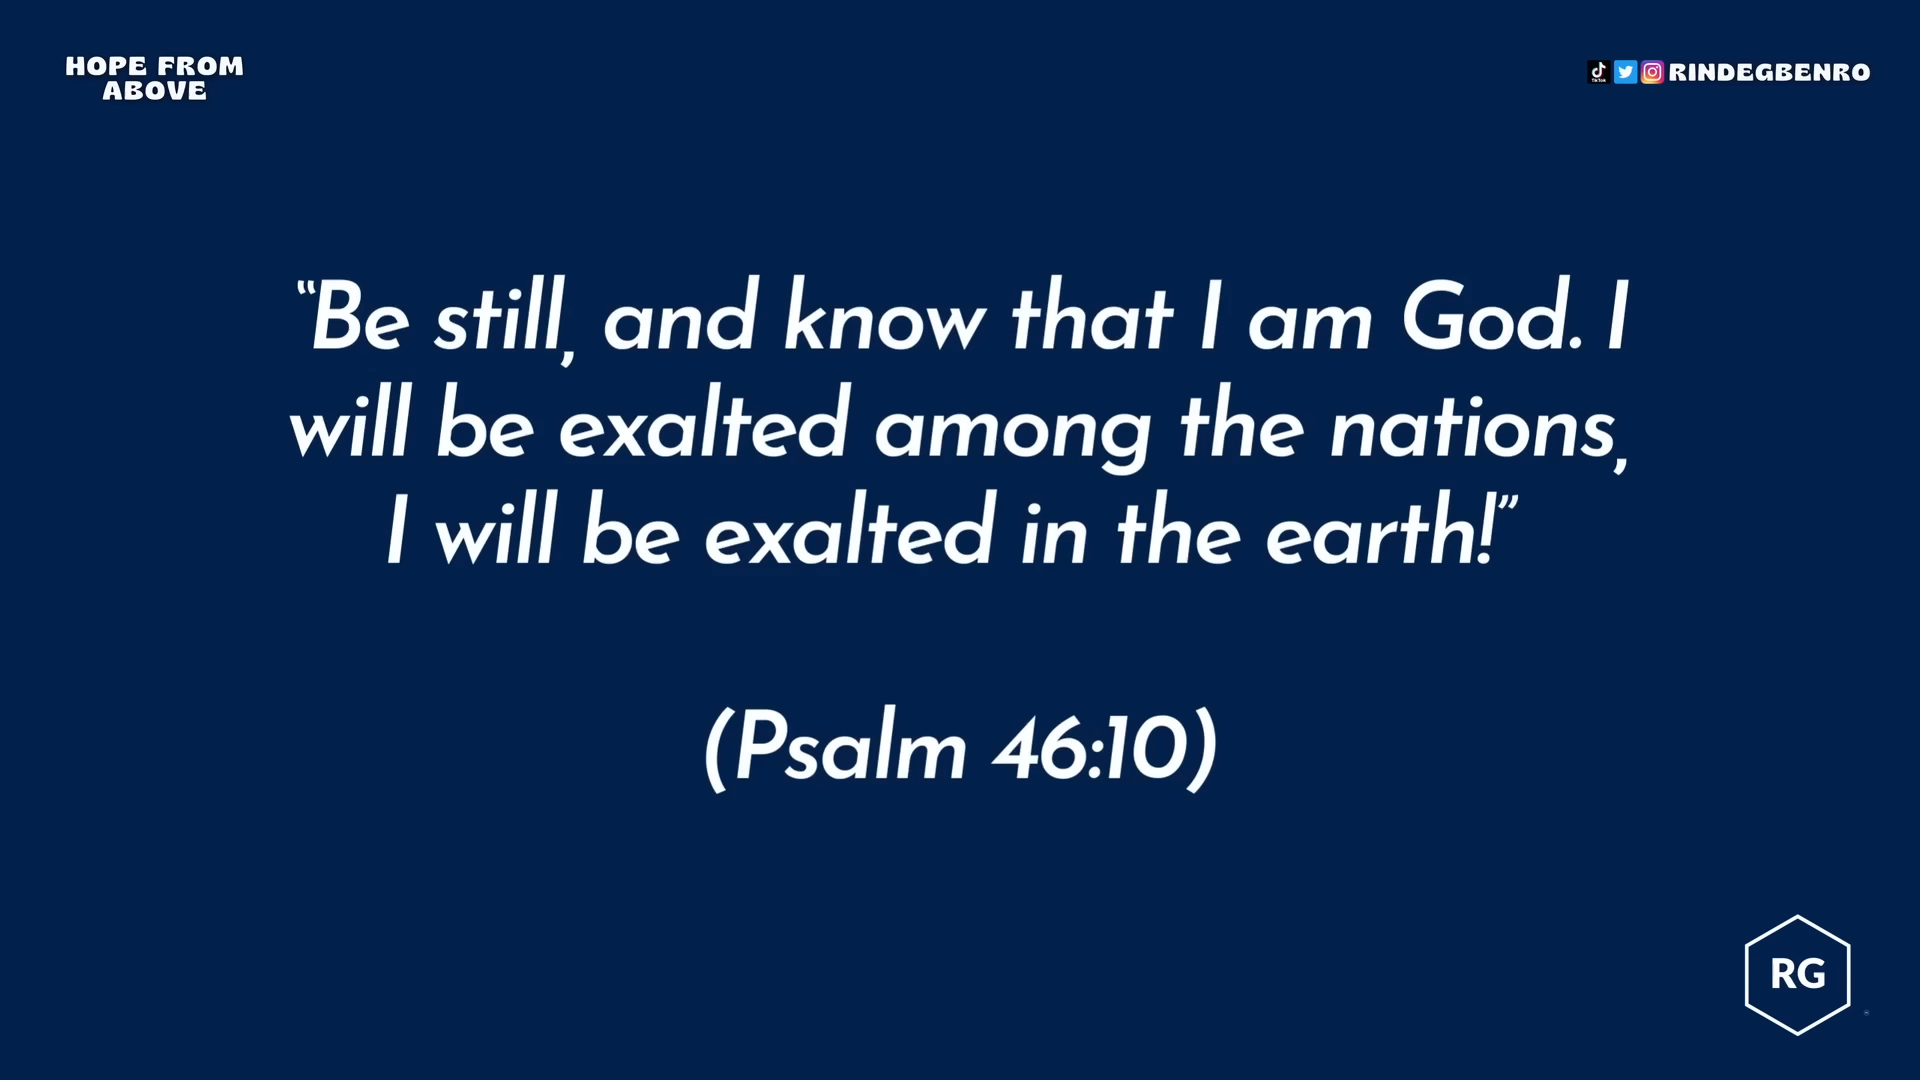 HOPE FROM
ABOVE
TikTok
RINDEGBENRO
“Be still, and know that I am God. I
will be exalted among the nations,
I will be exalted in the earth!”
(Psalm 46:10)
RG